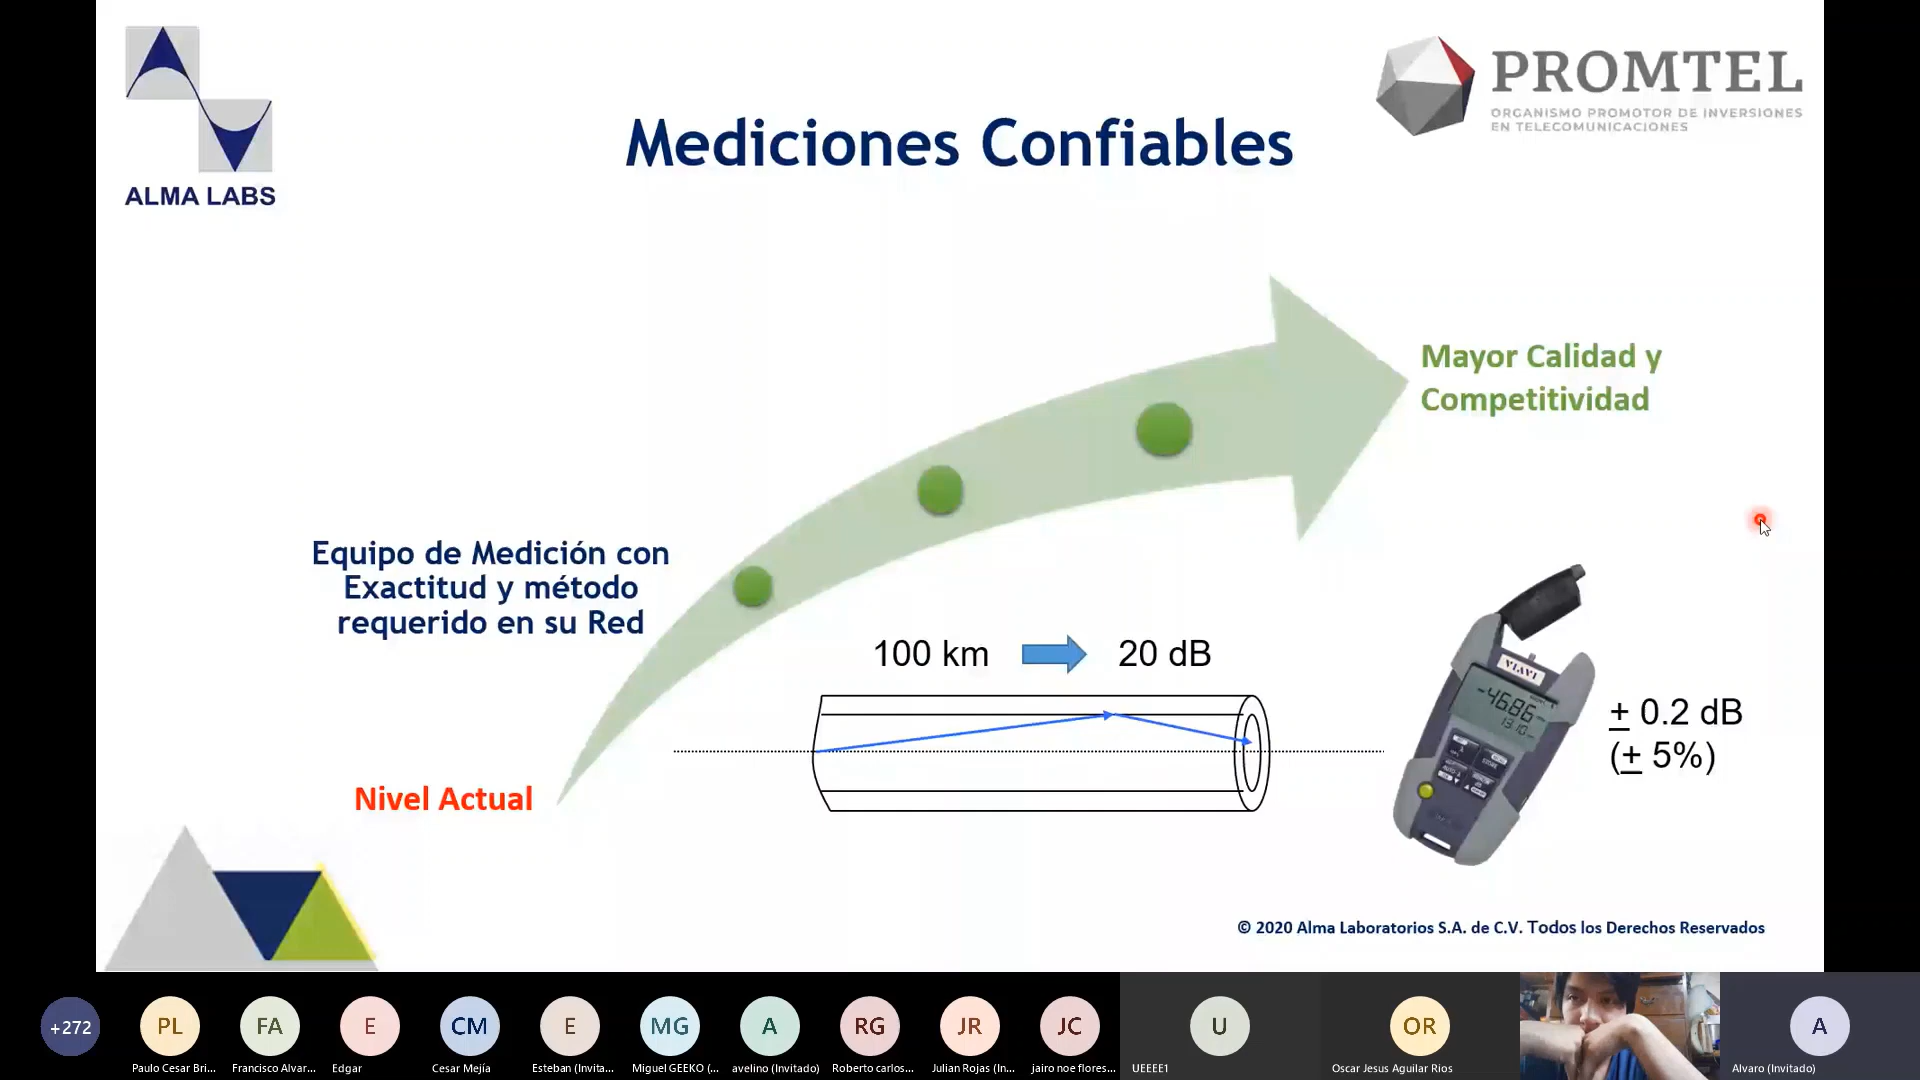 ALMA LABS
PROMTEL
ORGANISMO PROMOTOR DE INVERSIONES
EN TELECOMUNICACIONES
Mediciones Confiables
Mayor Calidad y
Competitividad
Equipo de Medición con
Exactitud y método
requerido en su Red
100 km
20 dB
VIAVI
-46.86
13.10
+ 0.2 dB
(+ 5%)
Nivel Actual
© 2020 Alma Laboratorios S.A. de C.V. Todos los Derechos Reservados
+272
PL
FA
E
CM
E
MG
A
RG
JR
JC
U
OR
A
Paulo Cesar Bri...
Francisco Alvar...
Edgar
Cesar Mejía
Esteban (Invita...
Miguel GEEKO (...
avelino (Invitado)
Roberto carlos...
Julian Rojas (In...
jairo noe flores...
UEEEE1
Oscar Jesus Aguilar Rios
Alvaro (Invitado)